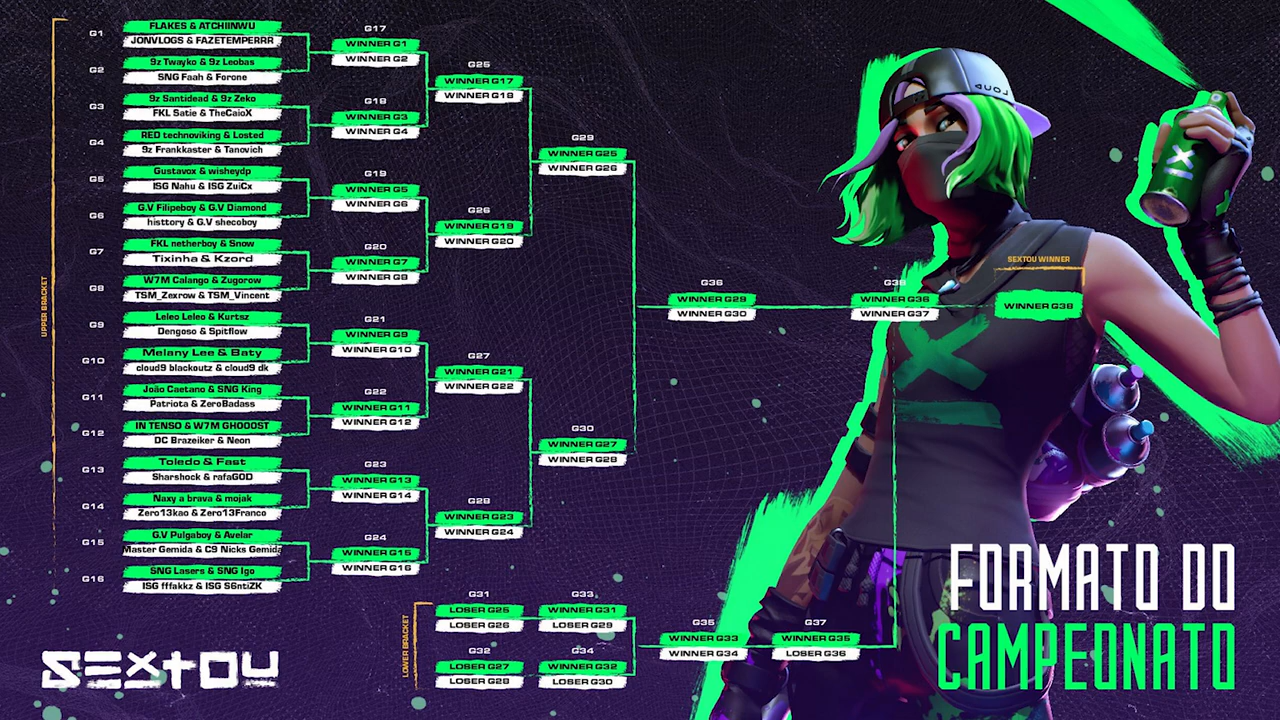 UPPER BRACKET
G1
FLAKES & ATCHIINWU
JONVLOGS & FAZETEMPERRR
G2
9z Twayko & 9z Leobas
SNG Faah & Forone
G3
9z Santidead & 9z Zeko
FKL Satie & TheCaioX
G4
RED technoviking & Losted
9z Frankkaster & Tanovich
G5
Gustavox & wisheydp
ISG Nahu & ISG ZuiCx
G6
G.V Filipeboy & G.V Diamond
histtory & G.V shecoboy
G7
FKL netherboy & Snow
Tixinha & Kzord
G8
W7M Calango & Zugorow
TSM_Zexrow & TSM_Vincent
G9
Leleo Leleo & Kurtsz
Dengoso & Spitflow
G10
Melany Lee & Baty
cloud9 blackoutz & cloud9 dk
G11
João Caetano & SNG King
Patriota & ZeroBadass
G12
IN TENSO & W7M GHOOOST
DC Brazeiker & Neon
G13
Toledo & Fast
Sharshock & rafaGOD
G14
Naxy a brava & mojak
Zero13kao & Zero13Franco
G15
G.V Pulgaboy & Avelar
Master Gemida & C9 Nicks Gemida
G16
SNG Lasers & SNG Igo
ISG fffakkz & ISG S6ntiZK
G17
WINNER G1
WINNER G2
G18
WINNER G3
WINNER G4
G19
WINNER G5
WINNER G6
G20
WINNER G7
WINNER G8
G21
WINNER G9
WINNER G10
G22
WINNER G11
WINNER G12
G23
WINNER G13
WINNER G14
G24
WINNER G15
WINNER G16
G25
WINNER G17
WINNER G18
G26
WINNER G19
WINNER G20
G27
WINNER G21
WINNER G22
G28
WINNER G23
WINNER G24
G29
WINNER G25
WINNER G26
G30
WINNER G27
WINNER G28
G36
WINNER G29
WINNER G30
G38
WINNER G36
WINNER G37
SEXTOU WINNER
WINNER G38
LOWER BRACKET
G31
LOSER G25
LOSER G26
G32
LOSER G27
LOSER G28
G33
WINNER G31
LOSER G29
G34
WINNER G32
LOSER G30
G35
WINNER G33
WINNER G34
G37
WINNER G35
LOSER G36
SEXTOU
FORMATO DO
CAMPEONATO